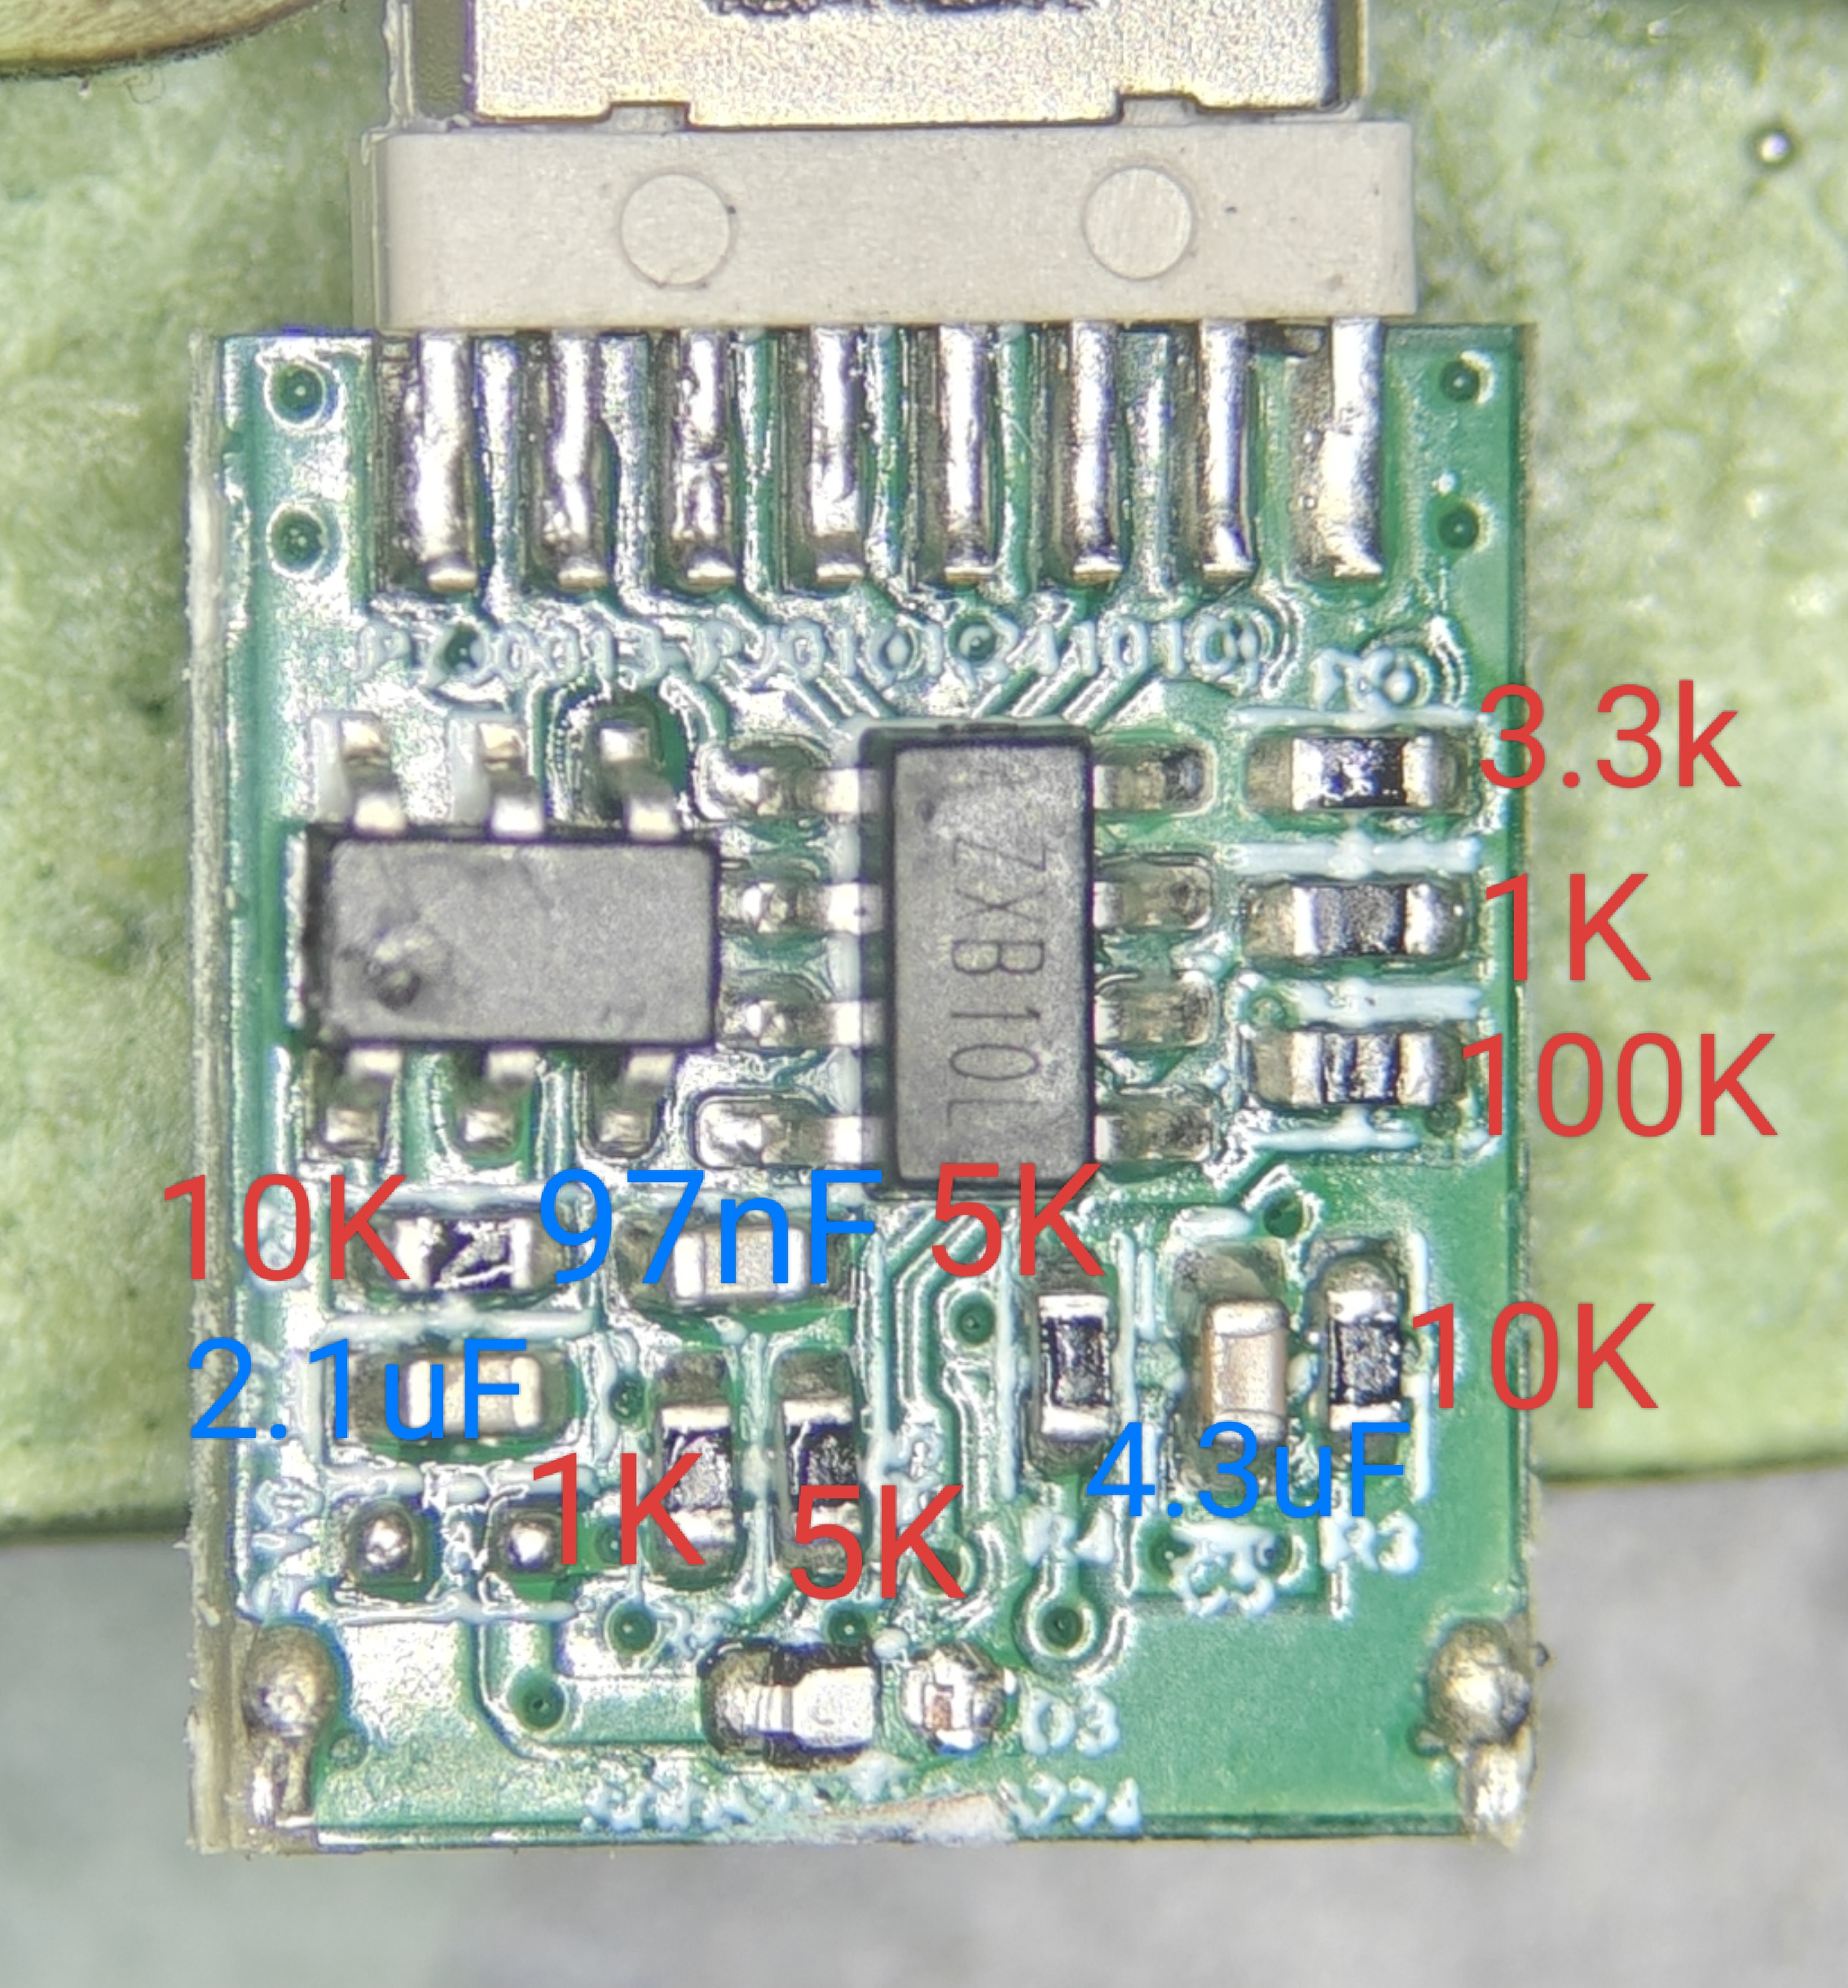 3.3k
ZXB10L
1K
100K
10K
97nF
5K
10K
2.1uF
4.3uF
1K
5K
R4
R3
D3